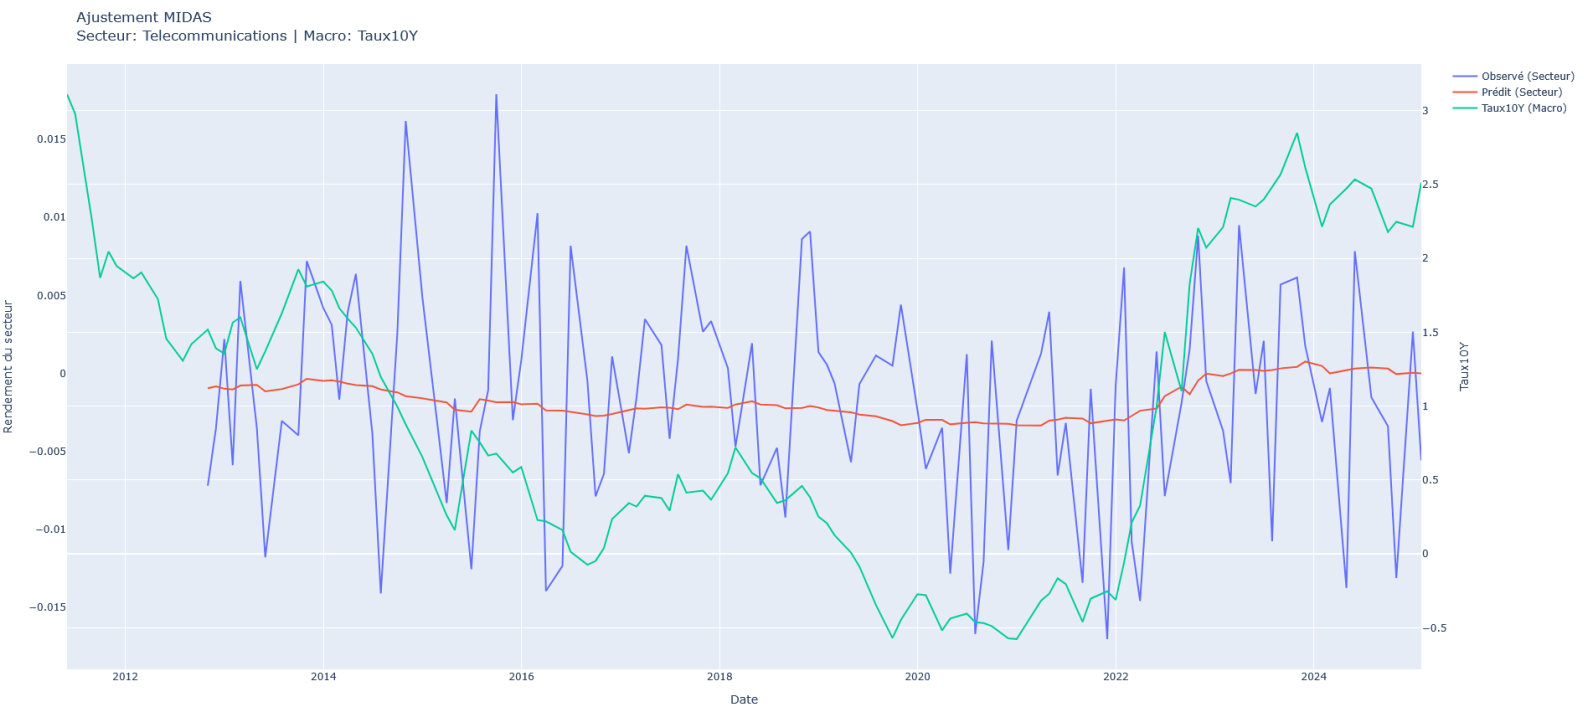 Ajustement MIDAS
Secteur: Telecommunications | Macro: Taux10Y
Observé (Secteur)
Prédit (Secteur)
Taux10Y (Macro)
Rendement du secteur
0.015
0.01
0.005
0
−0.005
−0.01
−0.015
3
2.5
2
1.5
1
0.5
0
−0.5
Taux10Y
2012
2014
2016
2018
2020
2022
2024
Date